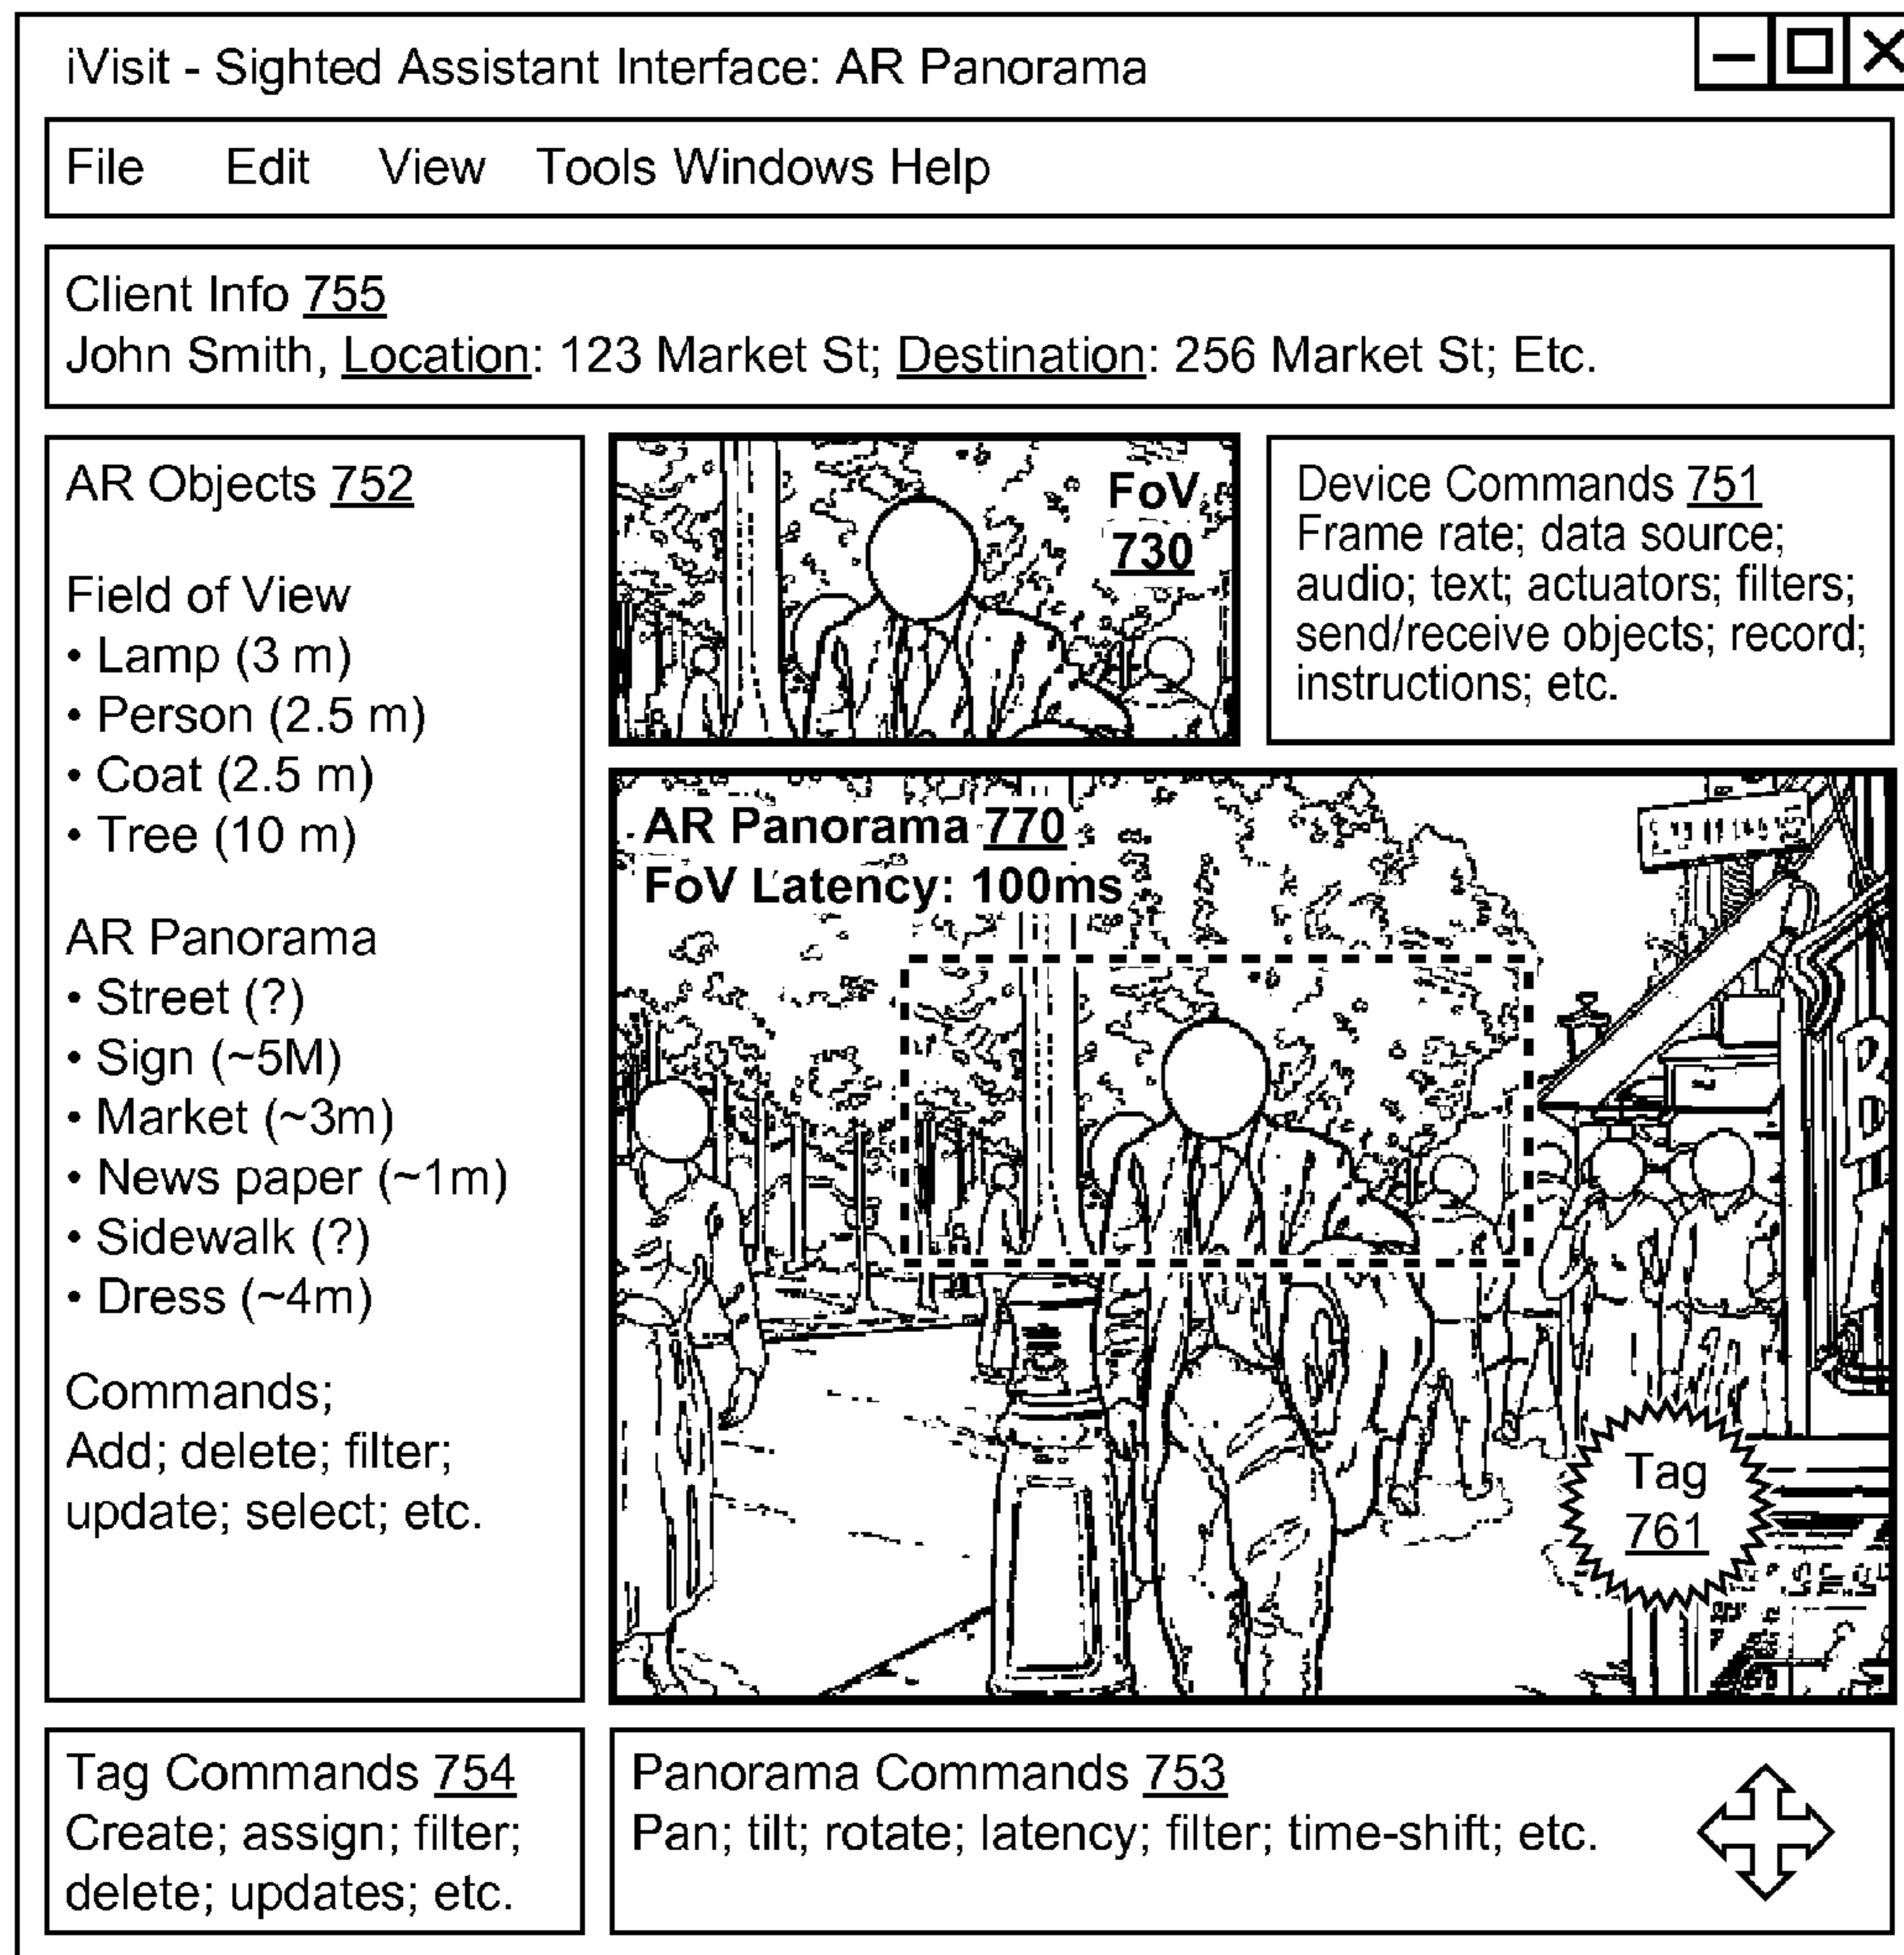 iVisit - Sighted Assistant Interface: AR Panorama
File Edit View Tools Windows Help
Client Info 755
John Smith, Location: 123 Market St; Destination: 256 Market St; Etc.
AR Objects 752
Field of View
• Lamp (3 m)
• Person (2.5 m)
• Coat (2.5 m)
• Tree (10 m)
AR Panorama
• Street (?)
• Sign (~5M)
• Market (~3m)
• News paper (~1m)
• Sidewalk (?)
• Dress (~4m)
Commands;
Add; delete; filter;
update; select; etc.
FoV
730
Device Commands 751
Frame rate; data source;
audio; text; actuators; filters;
send/receive objects; record;
instructions; etc.
AR Panorama 770
FoV Latency: 100ms
Tag
761
Tag Commands 754
Create; assign; filter;
delete; updates; etc.
Panorama Commands 753
Pan; tilt; rotate; latency; filter; time-shift; etc.